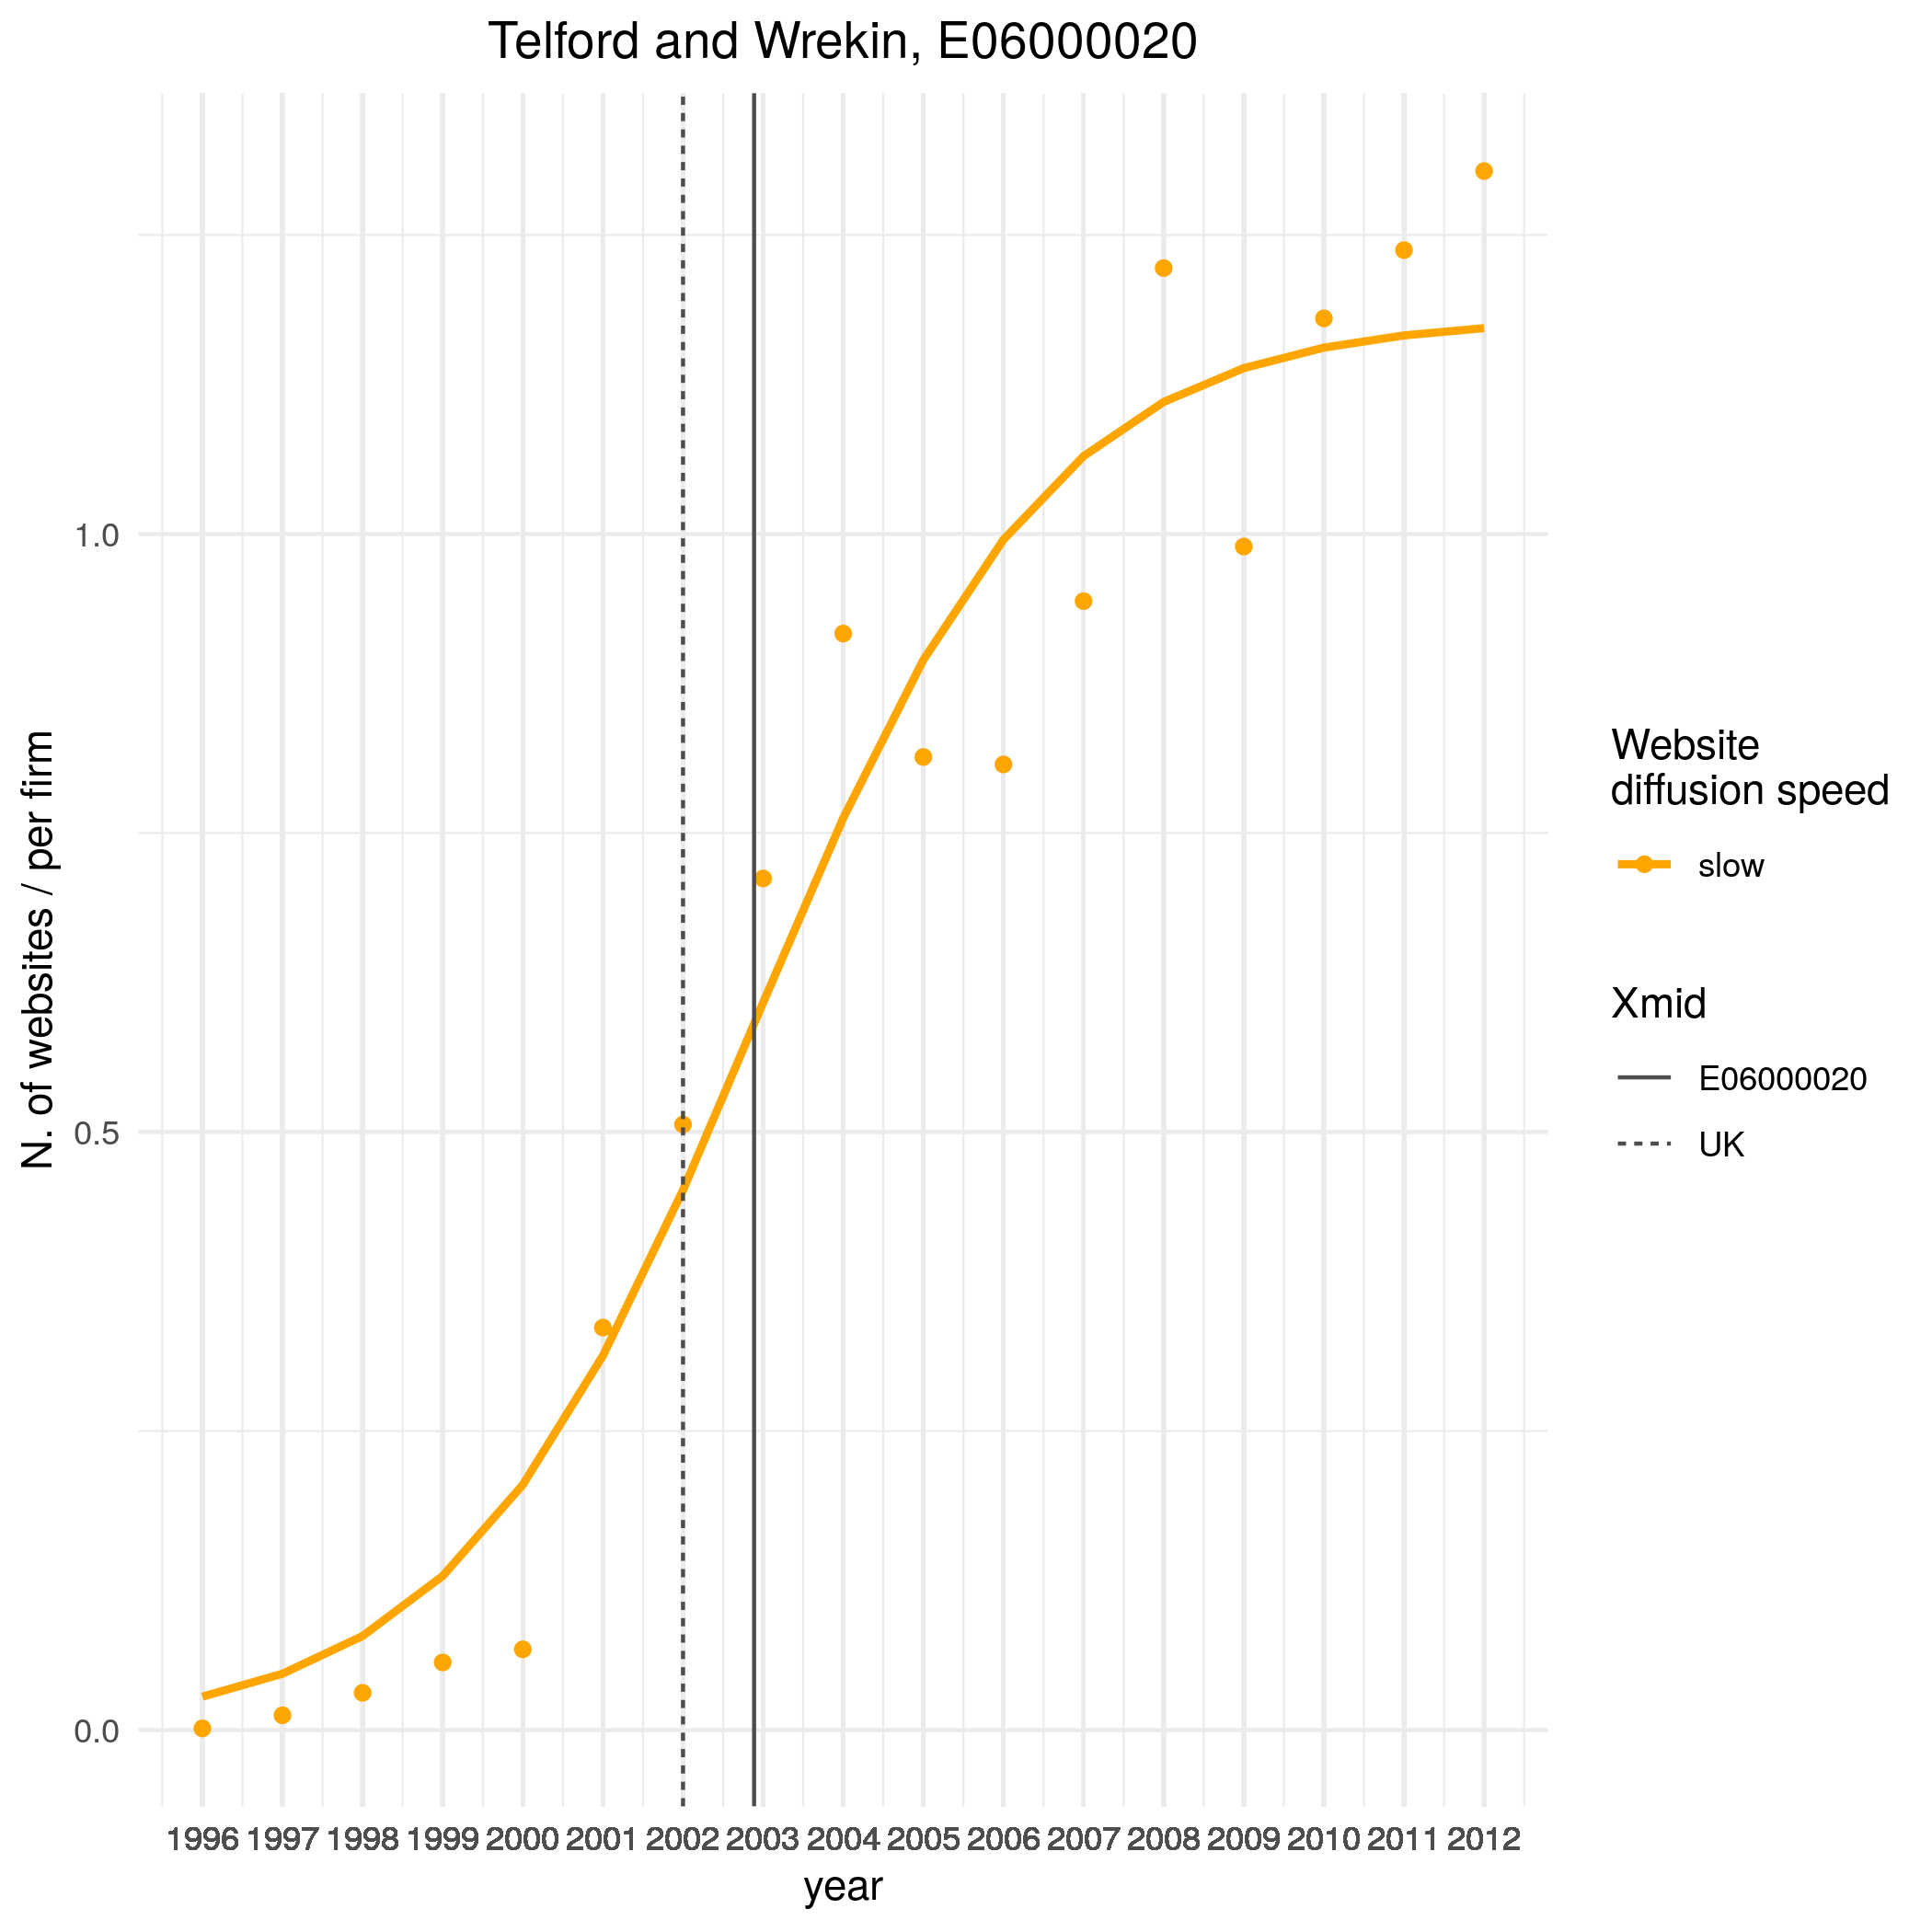 Telford and Wrekin, E06000020
N. of websites / per firm
1.0
0.5
0.0
1996 1997 1998 1999 2000 2001 2002 2003 2004 2005 2006 2007 2008 2009 2010 2011 2012
year
Website
diffusion speed
slow
Xmid
E06000020
UK